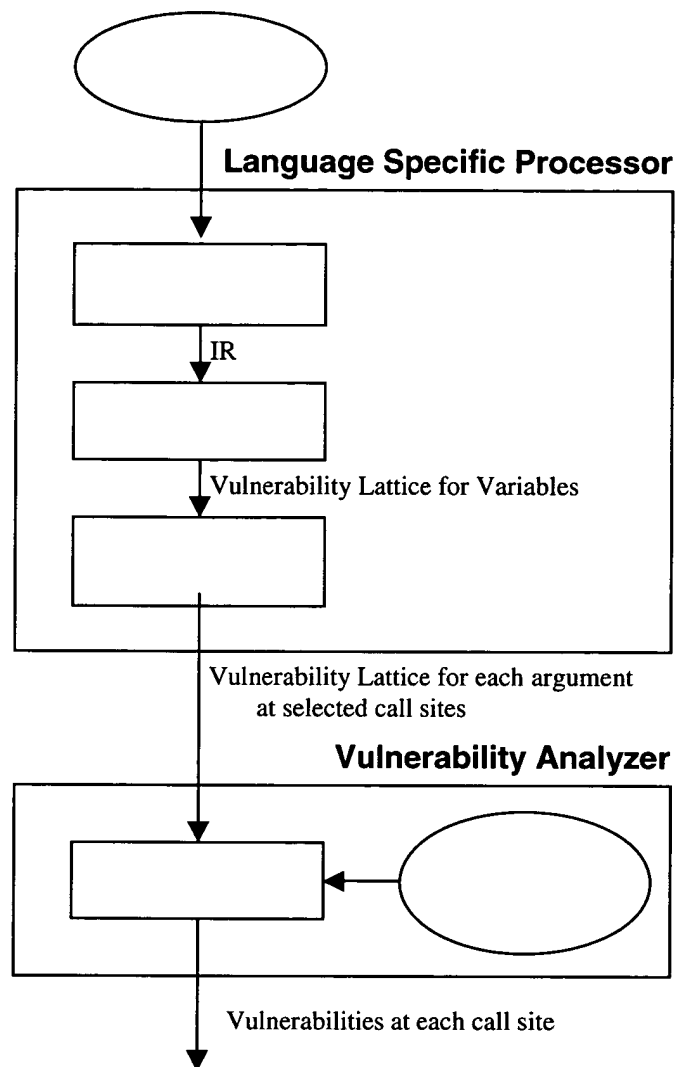 Language Specific Processor
IR
Vulnerability Lattice for Variables
Vulnerability Lattice for each argument
at selected call sites
Vulnerability Analyzer
Vulnerabilities at each call site